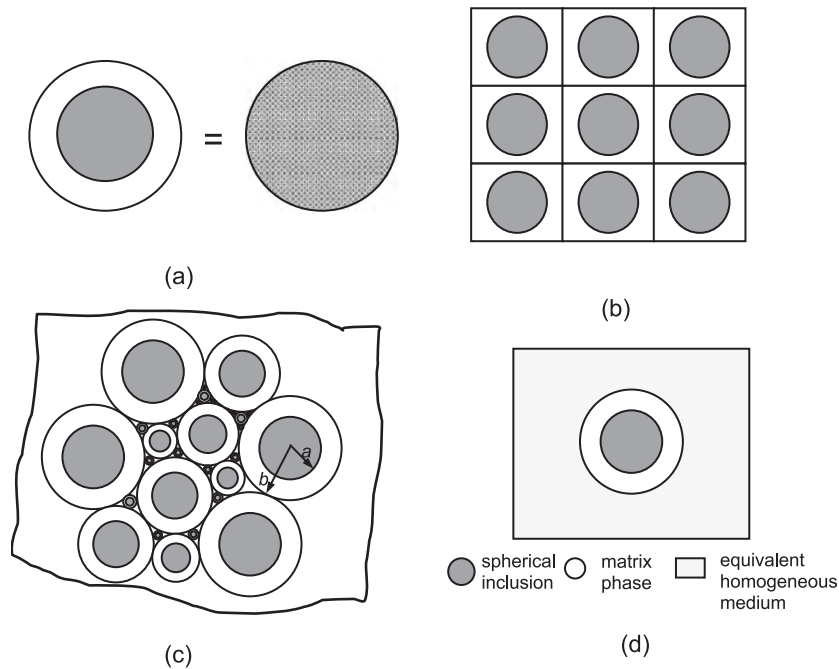 =
(a)
(b)
a
b
(c)
spherical
inclusion
matrix
phase
equivalent
homogeneous
medium
(d)